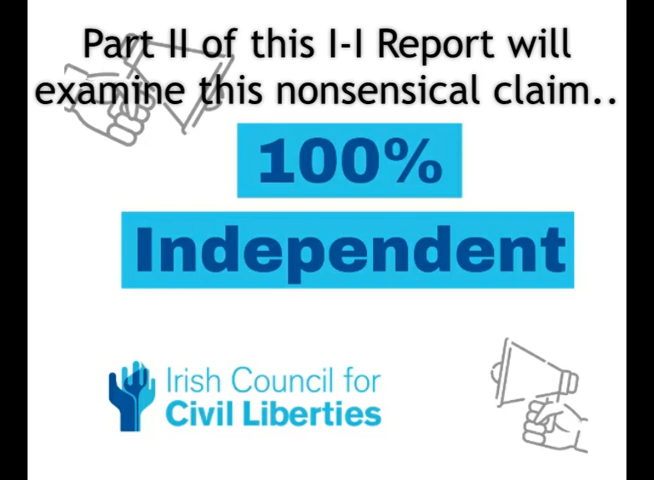 Part II of this I-I Report will
examine this nonsensical claim..
100%
Independent
Irish Council for
Civil Liberties